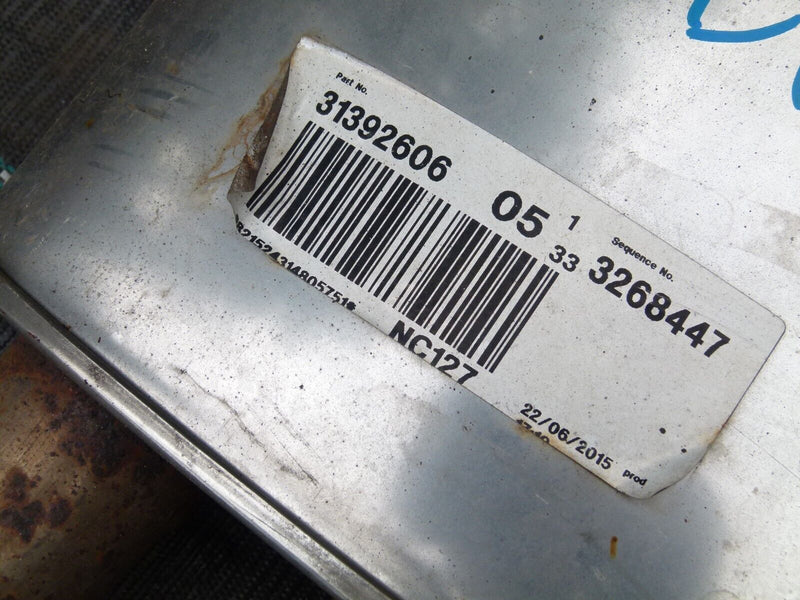 Part No.
31392606
05 1 33
Sequence No.
3268447
NC127
22/06/2015 prod